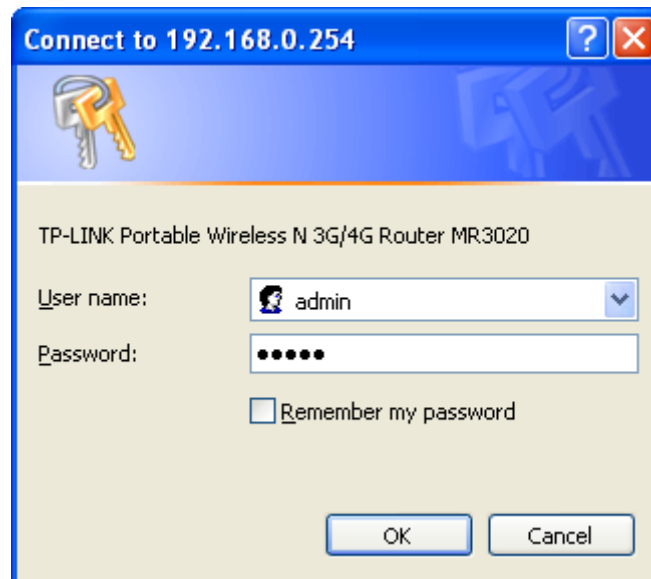 Connect to 192.168.0.254
TP-LINK Portable Wireless N 3G/4G Router MR3020
User name: admin
Password: •••••
Remember my password
OK Cancel